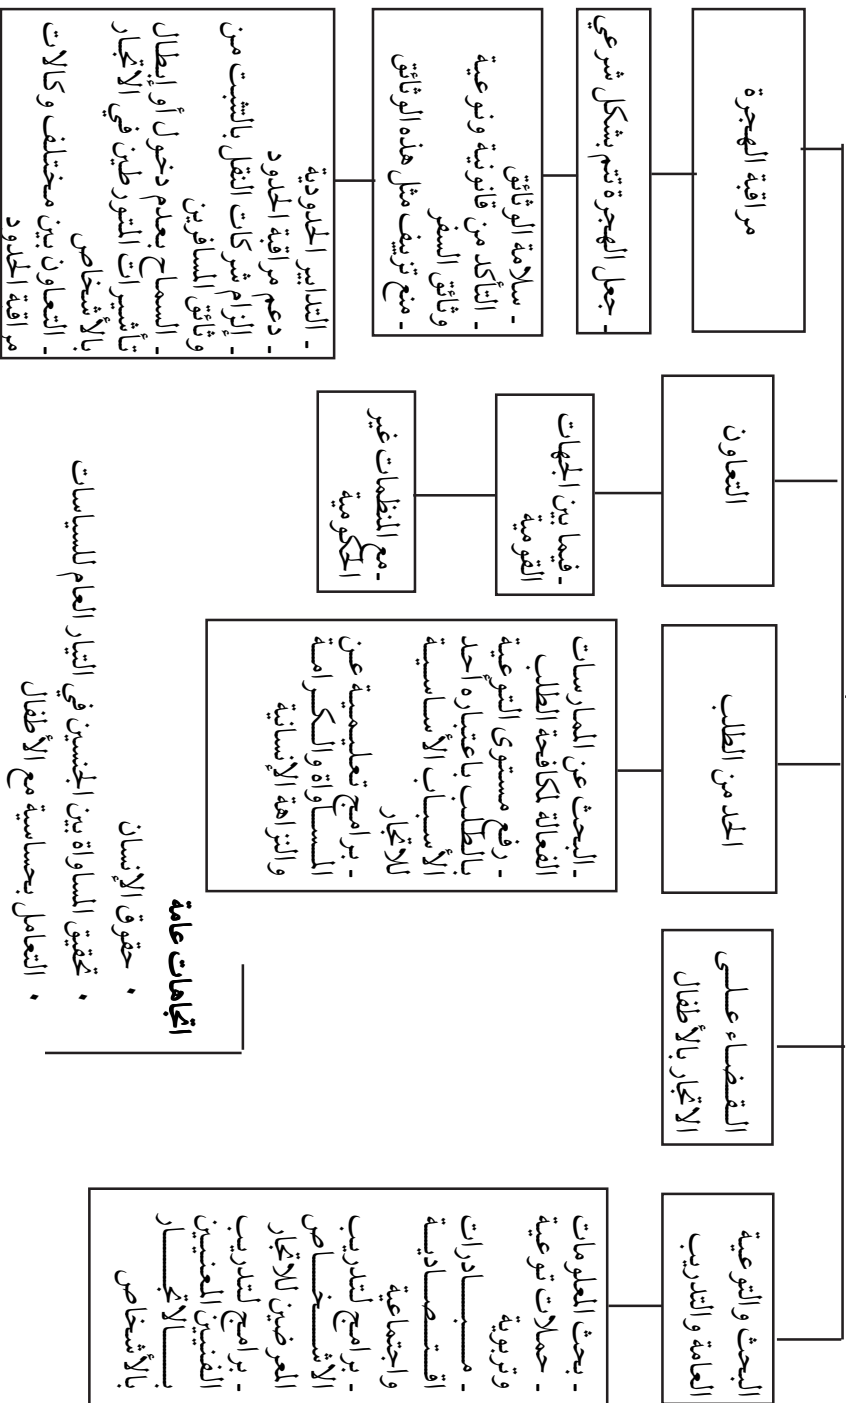 البحث والتوعية
العامة والتدريب
- بحث المعلومات
- حملات توعية
وتربوية
- مبادرات
اقتصادية
واجتماعية
- برامج لتدريب
الأشخاص
المعرضين للاتجار
- برامج لتدريب
الفنيين المعنيين
بالاتجار
بالأشخاص
القضاء على
الاتجار بالأطفال
الحد من الطلب
- البحث عن الممارسات
الفعالة لمكافحة الطلب
- رفع مستوى التوعية
بالطلب باعتباره أحد
الأسباب الأساسية
للاتجار
- برامج تعليمية عن
المساواة والكرامة
والنزاهة الإنسانية
التعاون
- فيما بين الجهات
القومية
- مع المنظمات غير
الحكومية
مراقبة الهجرة
- جعل الهجرة تتم بشكل شرعي
- سلامة الوثائق
- التأكد من قانونية ونوعية
وثائق السفر
- منع تزييف مثل هذه الوثائق
- التدابير الحدودية
- دعم مراقبة الحدود
- إلزام شركات النقل بالتثبت من
وثائق المسافرين
- السماح بعدم دخول أو إبطال
تأشيرات المتورطين في الاتجار
بالأشخاص
- التعاون بين مختلف وكالات
مراقبة الحدود
اتجاهات عامة
• حقوق الإنسان
• تحقيق المساواة بين الجنسين في التيار العام للسياسات
• التعامل بحساسية مع الأطفال